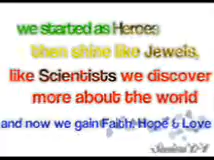 we started as Heroes
then shine like Jewels,
like Scientists we discover
more about the world
and now we gain Faith, Hope & Love